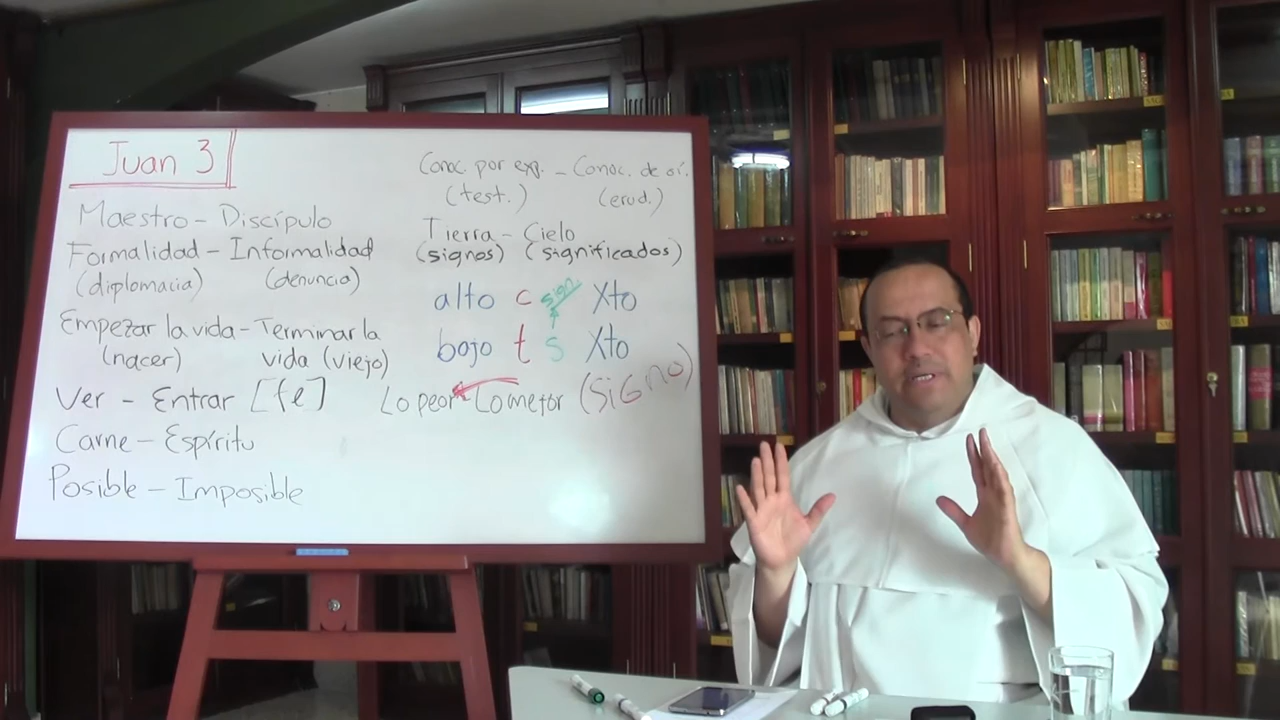 Juan 3
Maestro - Discípulo
Formalidad - Informalidad
(diplomacia) (denuncia)
Empezar la vida - Terminar la
(nacer) vida (viejo)
Ver - Entrar [fe]
Carne - Espíritu
Posible - Imposible
Conoc. por exp. - Conoc. de oí.
(test.) (erud.)
Tierra - Cielo
(signos) (significados)
alto c sign. Xto
bajo t s Xto
Lo peor - Lo mejor (signo)